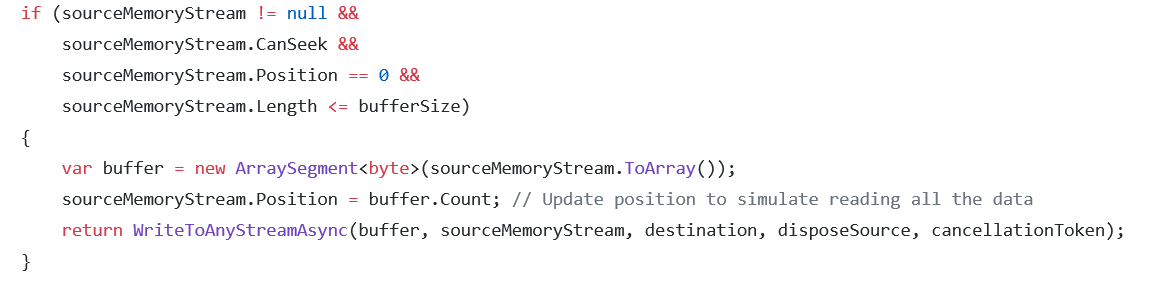 if (sourceMemoryStream != null &&
    sourceMemoryStream.CanSeek &&
    sourceMemoryStream.Position == 0 &&
    sourceMemoryStream.Length <= bufferSize)
{
    var buffer = new ArraySegment<byte>(sourceMemoryStream.ToArray());
    sourceMemoryStream.Position = buffer.Count; // Update position to simulate reading all the data
    return WriteToAnyStreamAsync(buffer, sourceMemoryStream, destination, disposeSource, cancellationToken);
}